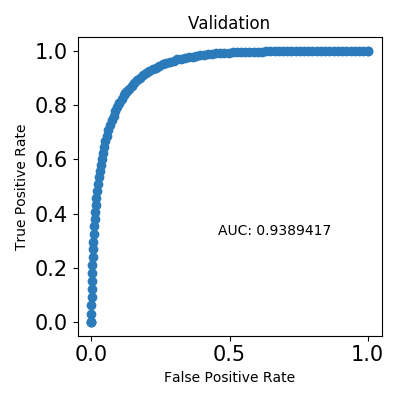 Validation
1.0
0.8
0.6
0.4
0.2
0.0
True Positive Rate
AUC: 0.9389417
0.0 0.5 1.0
False Positive Rate